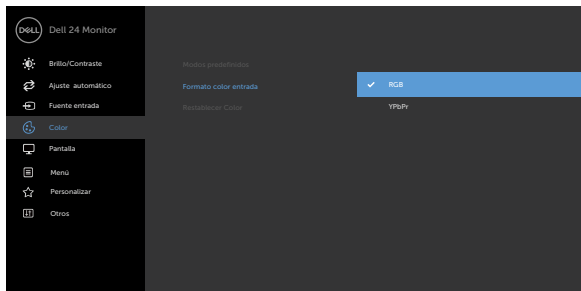 DELL Dell 24 Monitor
Brillo/Contraste
Modos predefinidos
Ajuste automático
Formato color entrada
RGB
Fuente entrada
Restablecer Color
YPbPr
Color
Pantalla
Menú
Personalizar
Otros